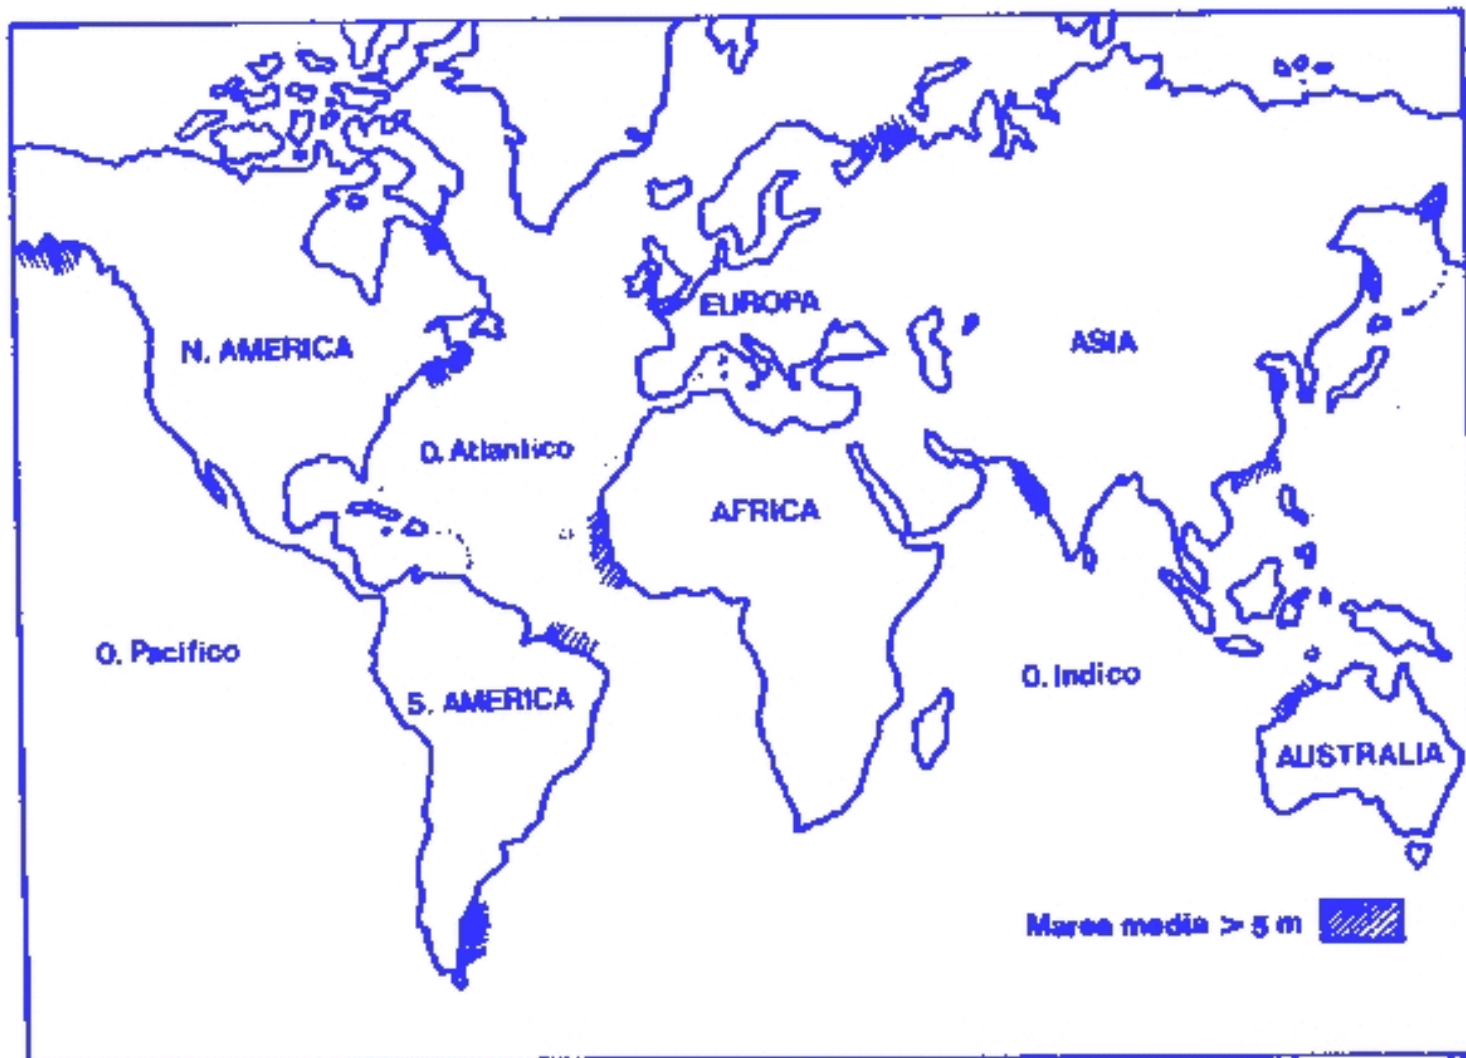 EUROPA
N. AMERICA
ASIA
O. Atlantico
AFRICA
O. Pacifico
O. Indico
S. AMERICA
AUSTRALIA
Marea media > 5 m